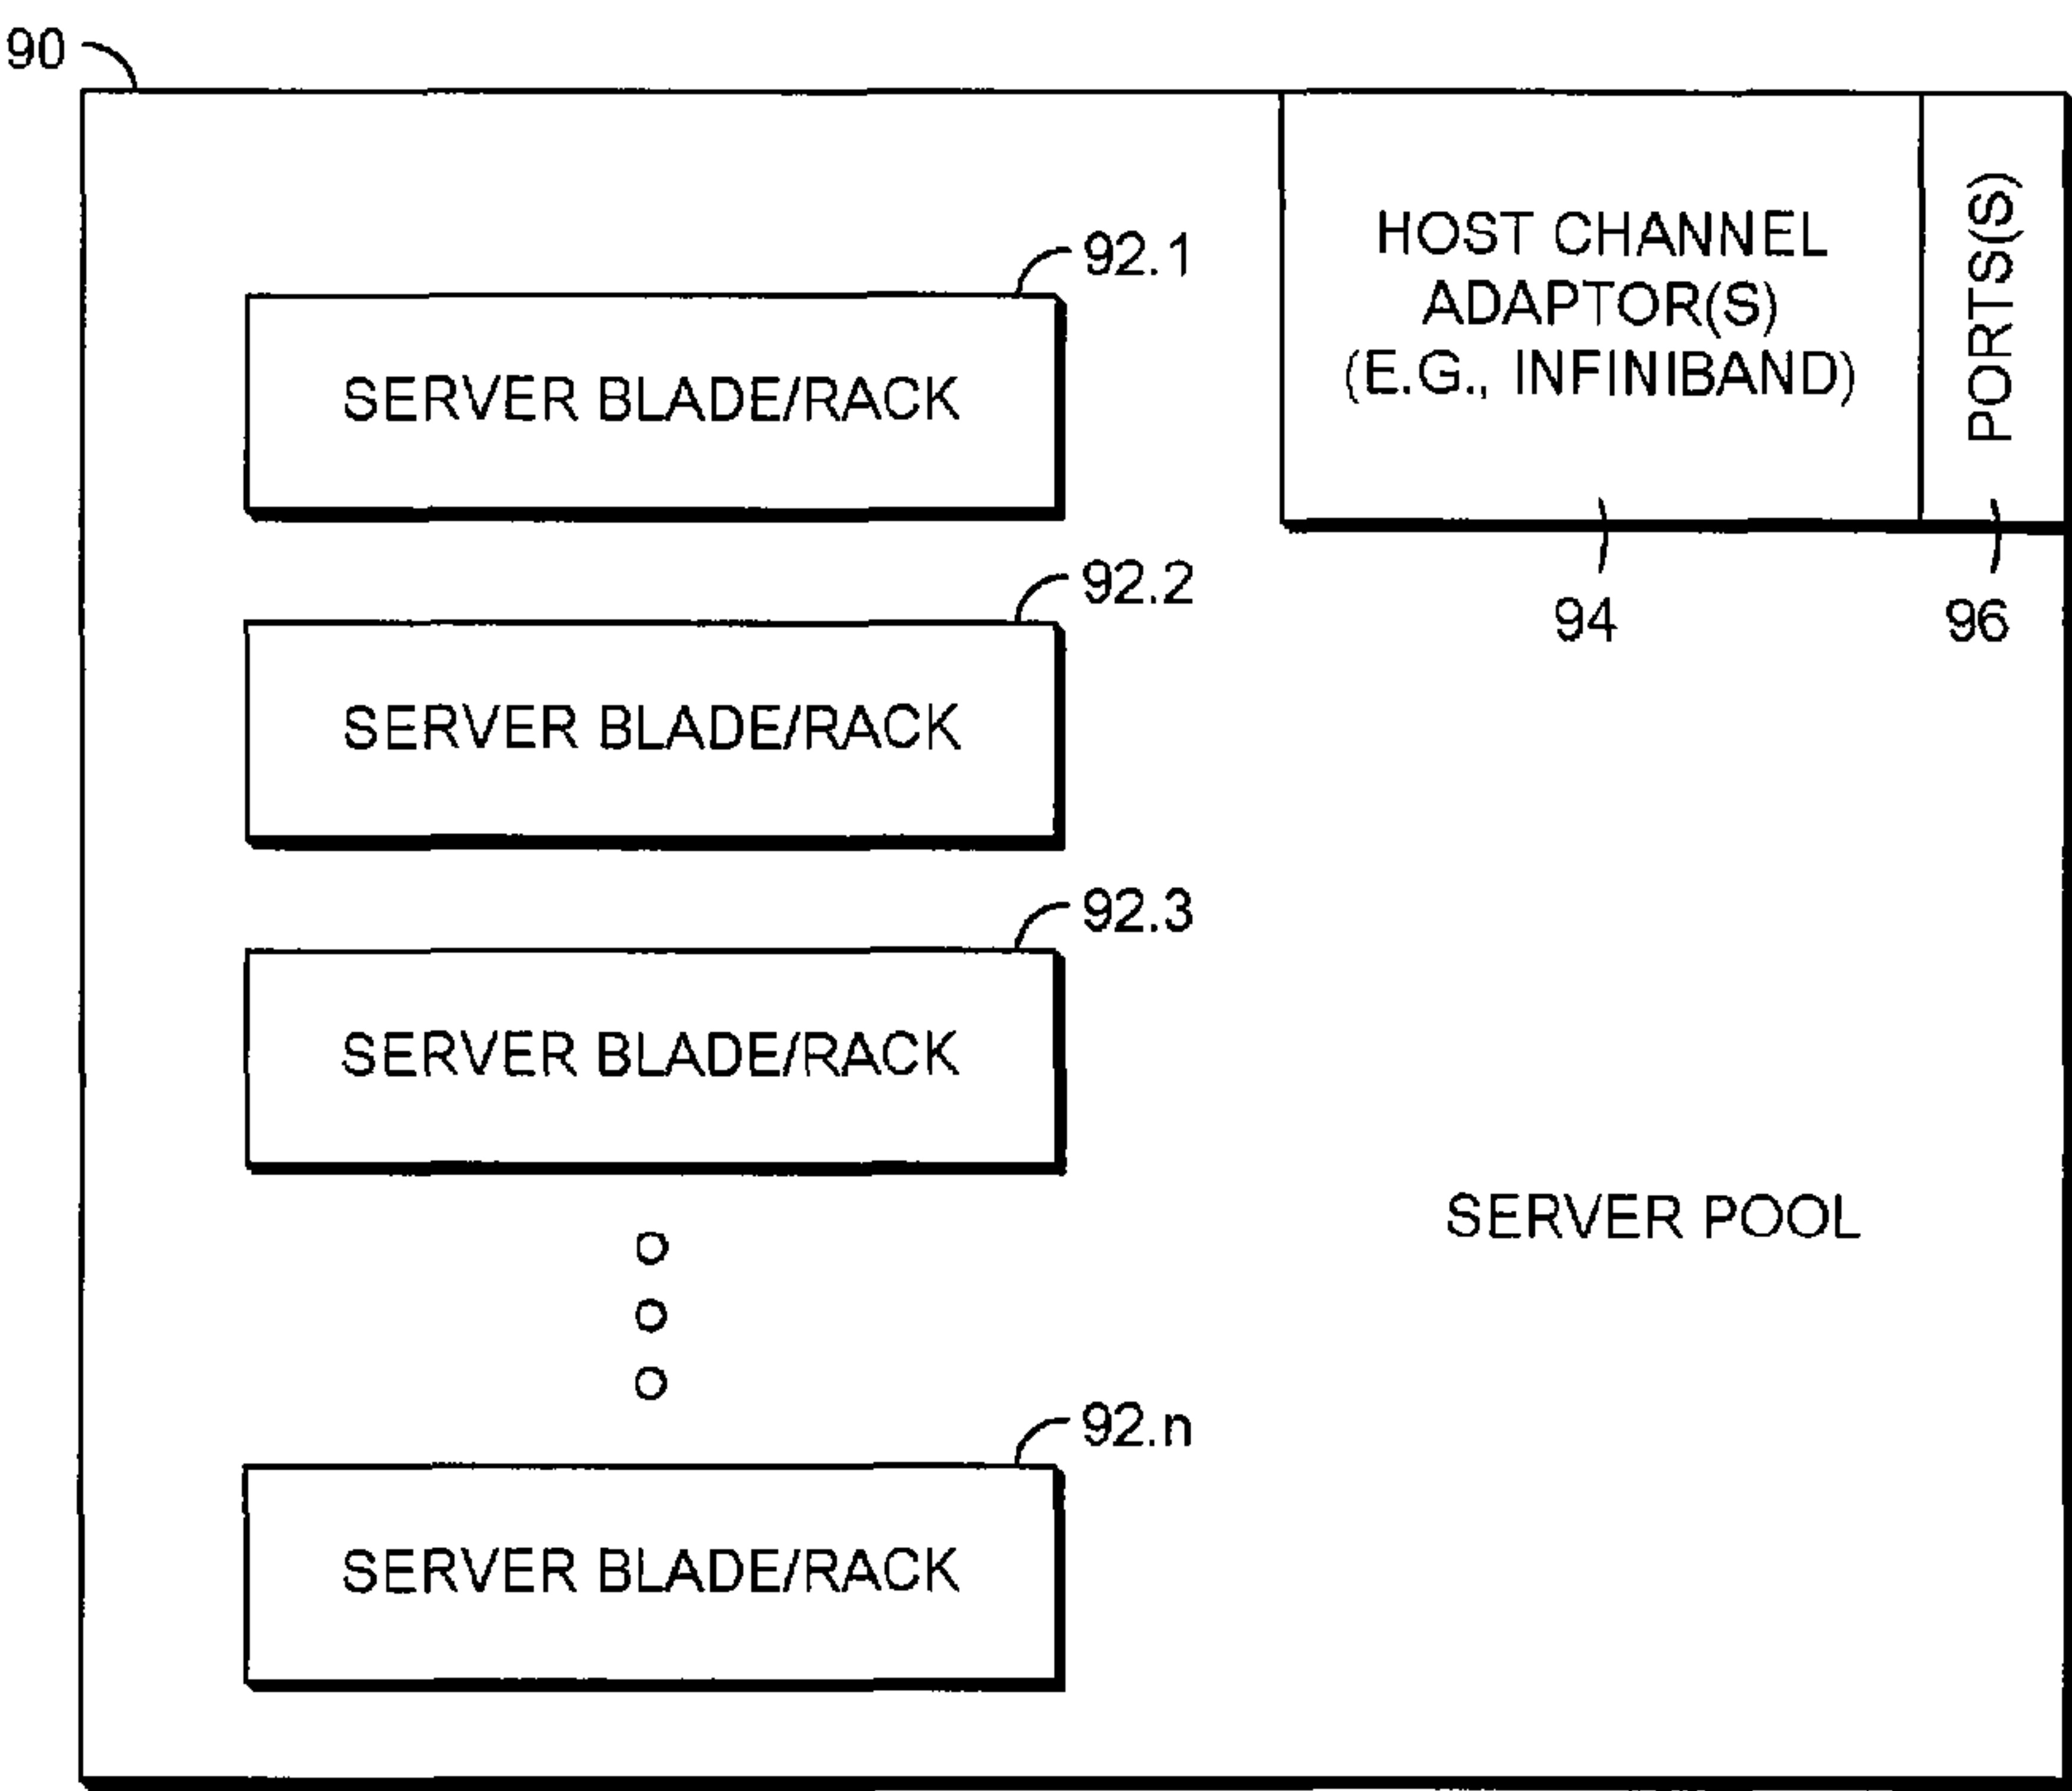 90
92.1
SERVER BLADE/RACK
HOST CHANNEL
ADAPTOR(S)
(E.G., INFINIBAND)
PORTS(S)
94
96
92.2
SERVER BLADE/RACK
92.3
SERVER BLADE/RACK
SERVER POOL
92.n
SERVER BLADE/RACK